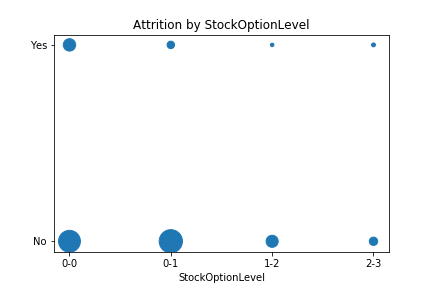 Attrition by StockOptionLevel
Yes
No
0-0 0-1 1-2 2-3
StockOptionLevel